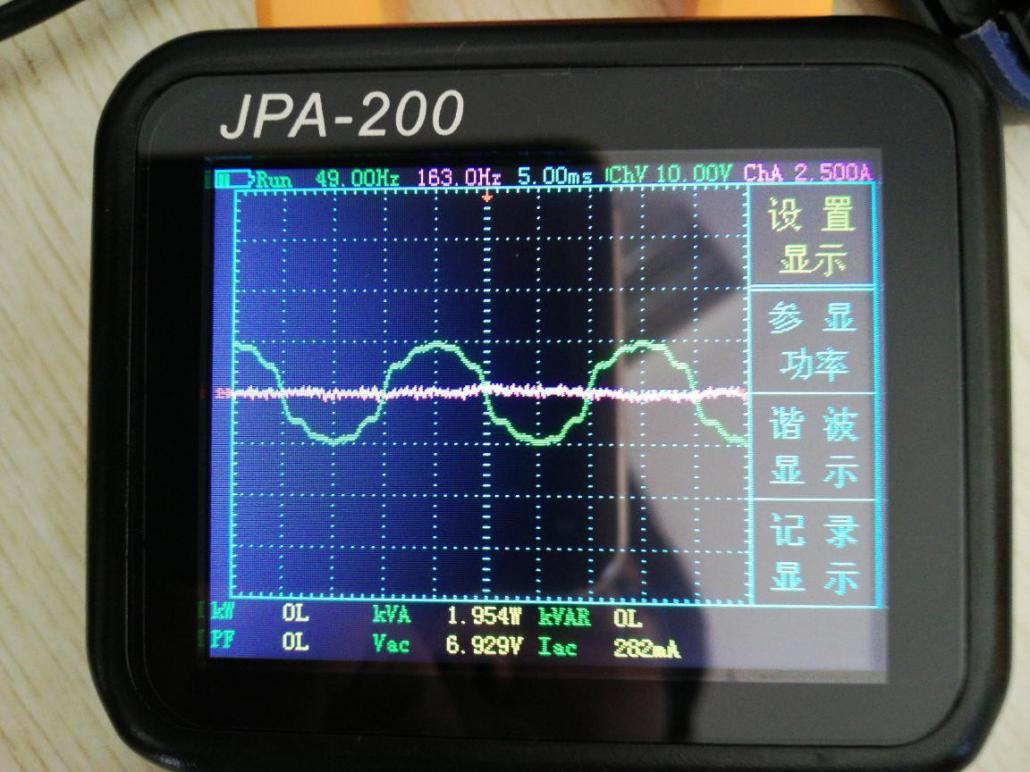 JPA-200
Run 49.00Hz 163.0Hz 5.00ms ChV 10.00V ChA 2.500A
设置
显示
参显
功率
谐波
显示
记录
显示
kW OL kVA 1.954W kVAR OL
PF OL Vac 6.929V Iac 282mA